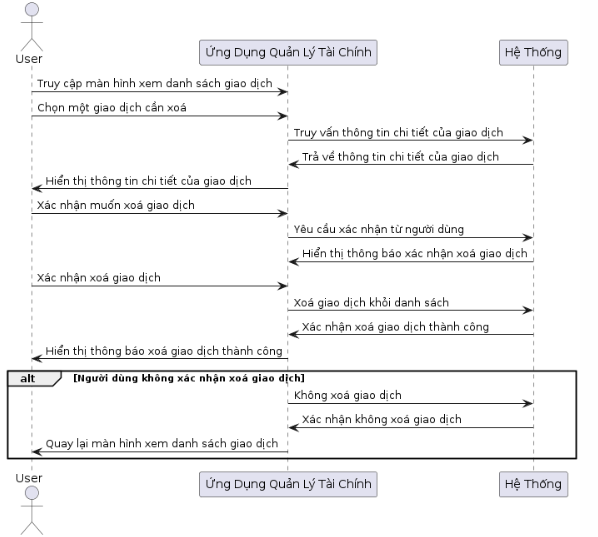 User
Ứng Dụng Quản Lý Tài Chính
Hệ Thống
Truy cập màn hình xem danh sách giao dịch
Chọn một giao dịch cần xoá
Truy vấn thông tin chi tiết của giao dịch
Trả về thông tin chi tiết của giao dịch
Hiển thị thông tin chi tiết của giao dịch
Xác nhận muốn xoá giao dịch
Yêu cầu xác nhận từ người dùng
Hiển thị thông báo xác nhận xoá giao dịch
Xác nhận xoá giao dịch
Xoá giao dịch khỏi danh sách
Xác nhận xoá giao dịch thành công
Hiển thị thông báo xoá giao dịch thành công
alt [Người dùng không xác nhận xoá giao dịch]
Không xoá giao dịch
Xác nhận không xoá giao dịch
Quay lại màn hình xem danh sách giao dịch
User
Ứng Dụng Quản Lý Tài Chính
Hệ Thống